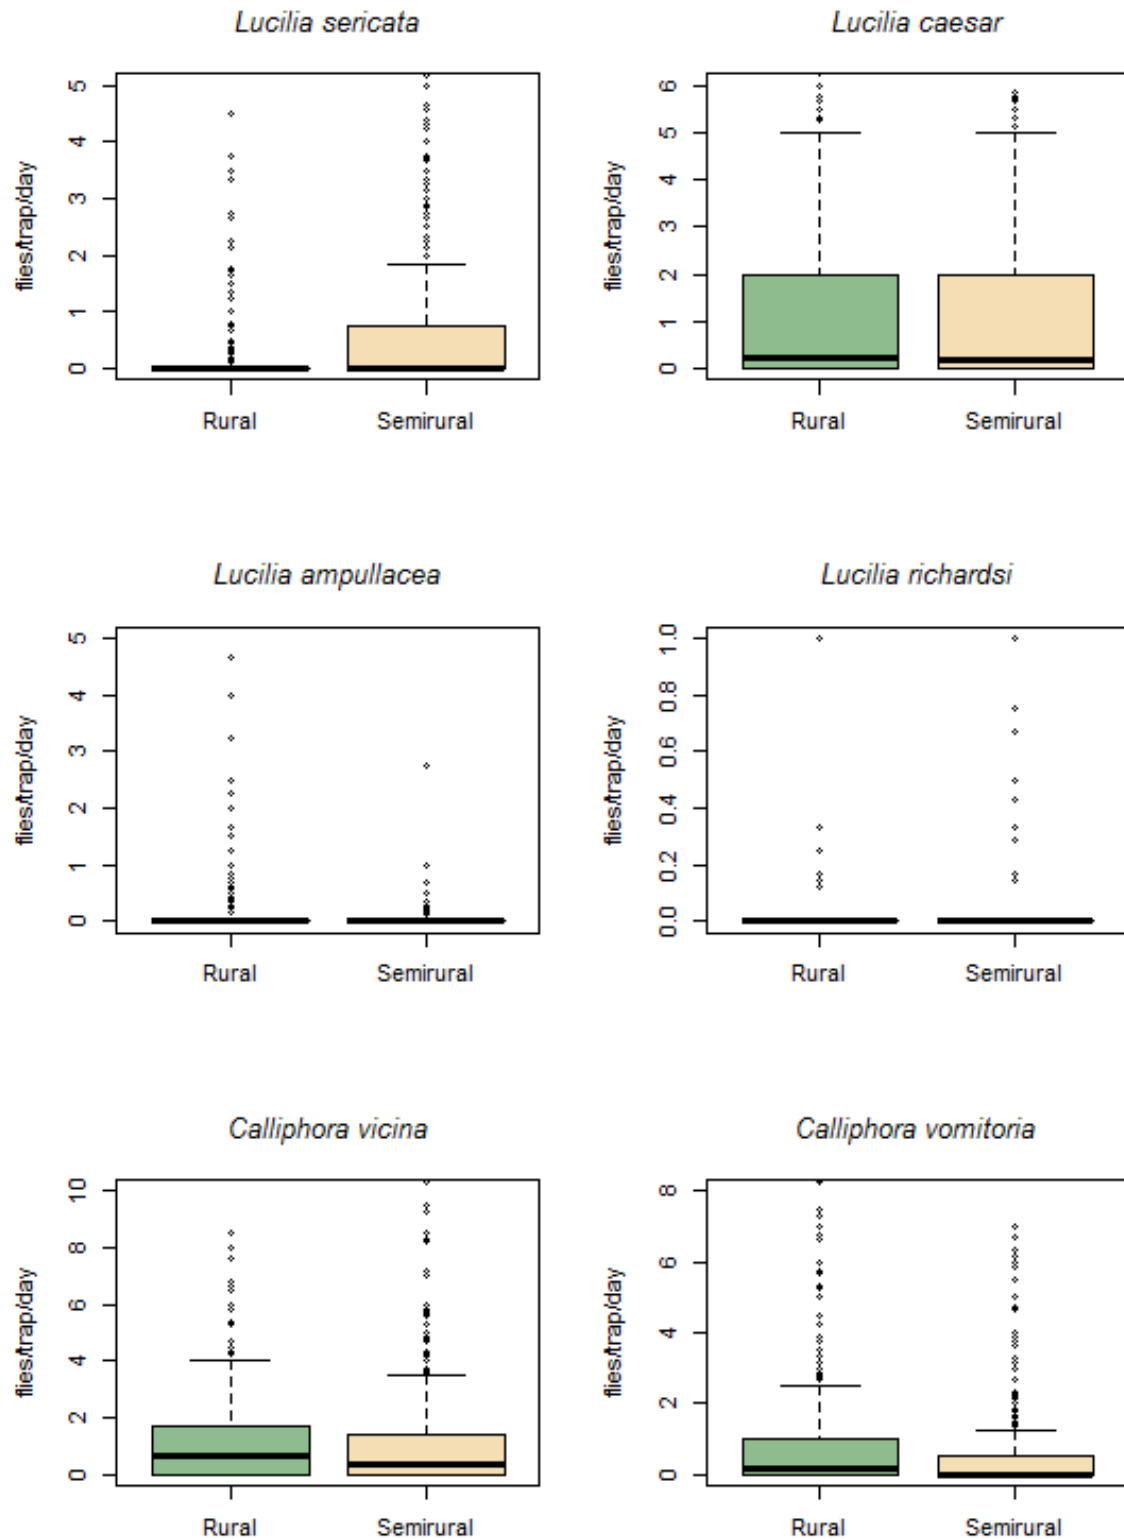 Lucilia sericata
flies/trap/day
5
4
3
2
1
0
Rural Semirural
Lucilia caesar
flies/trap/day
6
5
4
3
2
1
0
Rural Semirural
Lucilia ampullacea
flies/trap/day
5
4
3
2
1
0
Rural Semirural
Lucilia richardsi
flies/trap/day
1.0
0.8
0.6
0.4
0.2
0.0
Rural Semirural
Calliphora vicina
flies/trap/day
10
8
6
4
2
0
Rural Semirural
Calliphora vomitoria
flies/trap/day
8
6
4
2
0
Rural Semirural